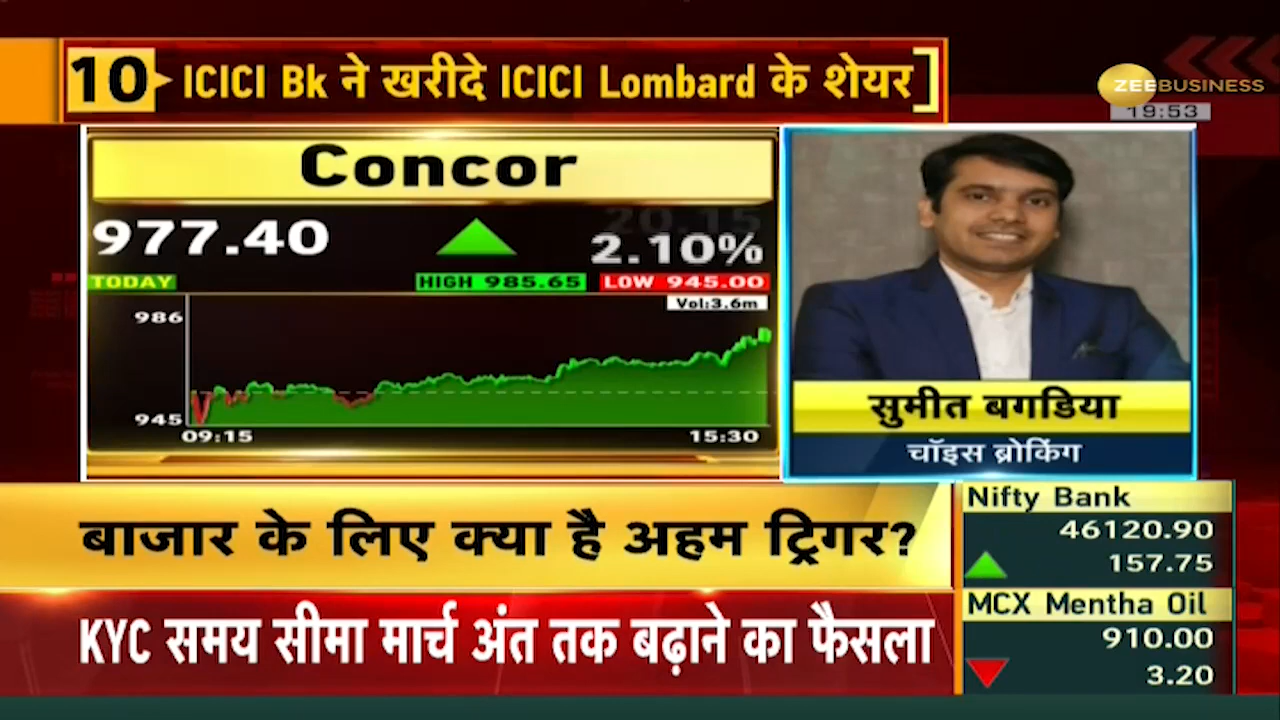 10 ICICI Bk ने खरीदे ICICI Lombard के शेयर
ZEEBUSINESS
19:53
Concor
977.40
20.15
2.10%
TODAY HIGH 985.65 LOW 945.00
Vol:3.6m
986
945
09:15 15:30
सुमीत बगडिया
चॉइस ब्रोकिंग
बाजार के लिए क्या है अहम ट्रिगर?
KYC समय सीमा मार्च अंत तक बढ़ाने का फैसला
Nifty Bank
46120.90
157.75
MCX Mentha Oil
910.00
3.20